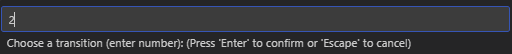 2
Choose a transition (enter number): (Press 'Enter' to confirm or 'Escape' to cancel)